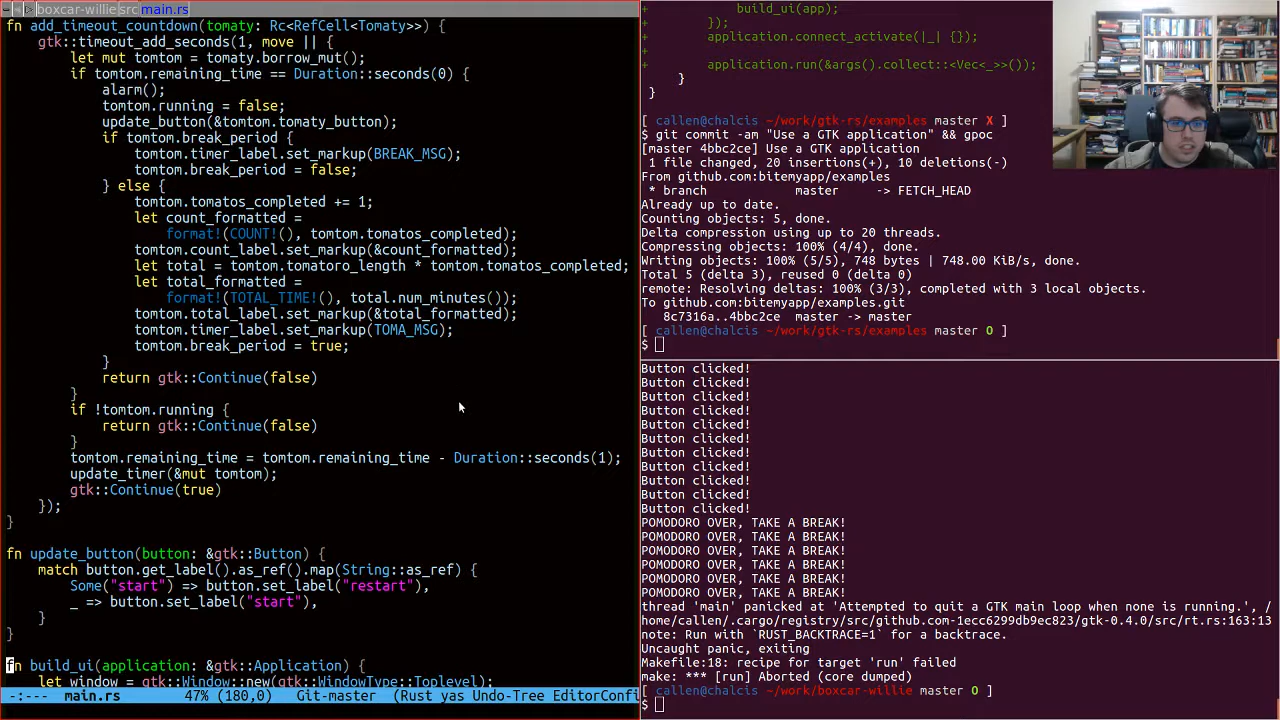 boxcar-willie src main.rs
fn add_timeout_countdown(tomaty: Rc<RefCell<Tomaty>>) {
    gtk::timeout_add_seconds(1, move || {
        let mut tomtom = tomaty.borrow_mut();
        if tomtom.remaining_time == Duration::seconds(0) {
            alarm();
            tomtom.running = false;
            update_button(&tomtom.tomaty_button);
            if tomtom.break_period {
                tomtom.timer_label.set_markup(BREAK_MSG);
                tomtom.break_period = false;
            } else {
                tomtom.tomatos_completed += 1;
                let count_formatted =
                    format!(COUNT!(), tomtom.tomatos_completed);
                tomtom.count_label.set_markup(&count_formatted);
                let total = tomtom.tomatoro_length * tomtom.tomatos_completed;
                let total_formatted =
                    format!(TOTAL_TIME!(), total.num_minutes());
                tomtom.total_label.set_markup(&total_formatted);
                tomtom.timer_label.set_markup(TOMA_MSG);
                tomtom.break_period = true;
            }
            return gtk::Continue(false)
        }
        if !tomtom.running {
            return gtk::Continue(false)
        }
        tomtom.remaining_time = tomtom.remaining_time - Duration::seconds(1);
        update_timer(&mut tomtom);
        gtk::Continue(true)
    });
}
fn update_button(button: &gtk::Button) {
    match button.get_label().as_ref().map(String::as_ref) {
        Some("start") => button.set_label("restart"),
        _ => button.set_label("start"),
    }
}
fn build_ui(application: &gtk::Application) {
    let window = gtk::Window::new(gtk::WindowType::Toplevel);
-:--- main.rs 47% (180,0) Git-master (Rust yas Undo-Tree EditorConfi
+ build_ui(app);
+ });
+ application.connect_activate(|_| {});
+
+ application.run(&args().collect::<Vec<_>>());
    }
}
[ callen@chalcis ~/work/gtk-rs/examples master X ]
$ git commit -am "Use a GTK application" && gpoc
[master 4bbc2ce] Use a GTK application
 1 file changed, 20 insertions(+), 10 deletions(-)
From github.com:bitemyapp/examples
 * branch master -> FETCH_HEAD
Already up to date.
Counting objects: 5, done.
Delta compression using up to 20 threads.
Compressing objects: 100% (4/4), done.
Writing objects: 100% (5/5), 748 bytes | 748.00 KiB/s, done.
Total 5 (delta 3), reused 0 (delta 0)
remote: Resolving deltas: 100% (3/3), completed with 3 local objects.
To github.com:bitemyapp/examples.git
   8c7316a..4bbc2ce master -> master
[ callen@chalcis ~/work/gtk-rs/examples master O ]
$
Button clicked!
Button clicked!
Button clicked!
Button clicked!
Button clicked!
Button clicked!
Button clicked!
Button clicked!
Button clicked!
Button clicked!
Button clicked!
POMODORO OVER, TAKE A BREAK!
POMODORO OVER, TAKE A BREAK!
POMODORO OVER, TAKE A BREAK!
POMODORO OVER, TAKE A BREAK!
POMODORO OVER, TAKE A BREAK!
POMODORO OVER, TAKE A BREAK!
thread 'main' panicked at 'Attempted to quit a GTK main loop when none is running.', /
home/callen/.cargo/registry/src/github.com-1ecc6299db9ec823/gtk-0.4.0/src/rt.rs:163:13
note: Run with `RUST_BACKTRACE=1` for a backtrace.
Uncaught panic, exiting
Makefile:18: recipe for target 'run' failed
make: *** [run] Aborted (core dumped)
[ callen@chalcis ~/work/boxcar-willie master O ]
$